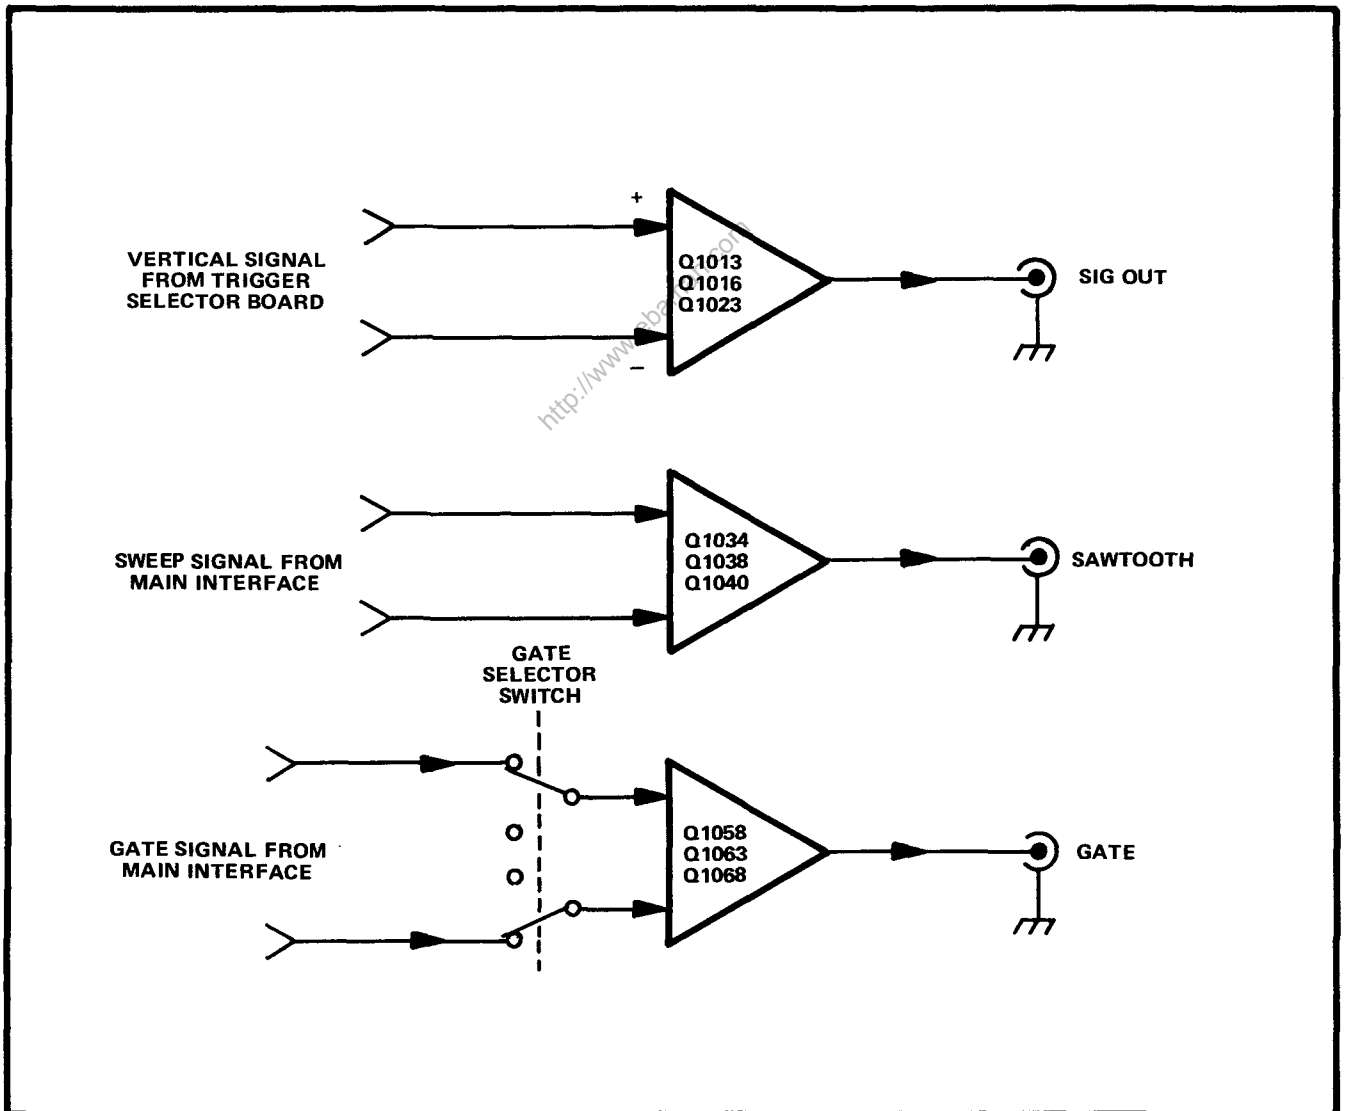 +
VERTICAL SIGNAL
FROM TRIGGER
SELECTOR BOARD
Q1013
Q1016
Q1023
SIG OUT
−
SWEEP SIGNAL FROM
MAIN INTERFACE
Q1034
Q1038
Q1040
SAWTOOTH
GATE
SELECTOR
SWITCH
GATE SIGNAL FROM
MAIN INTERFACE
Q1058
Q1063
Q1068
GATE